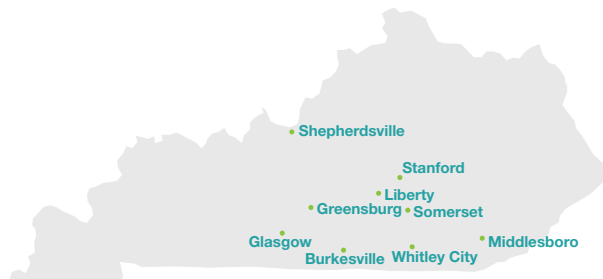 Shepherdsville
Stanford
Liberty
Greensburg
Somerset
Glasgow
Middlesboro
Burkesville
Whitley City